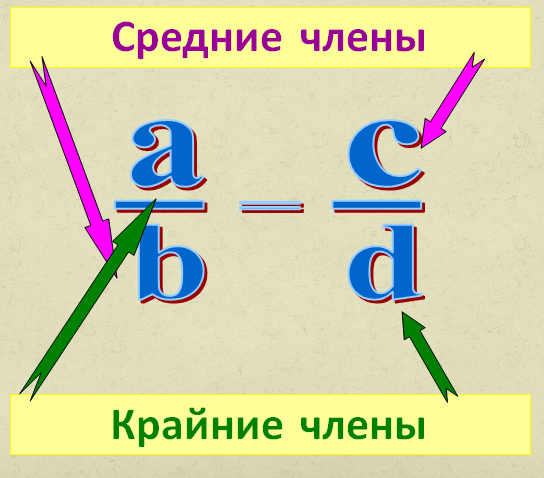 Средние члены
a c
b = d
Крайние члены